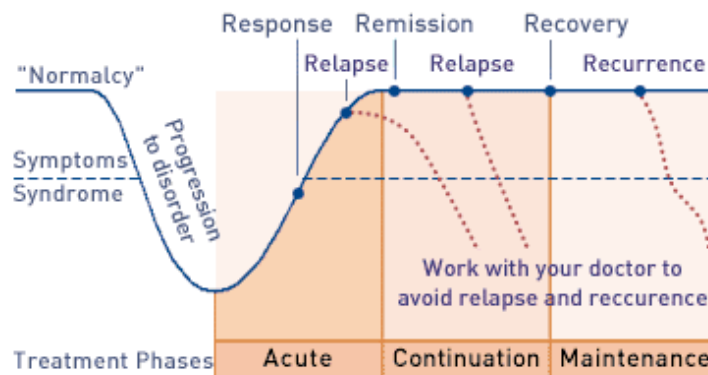 Response Remission Recovery
Relapse Relapse Recurrence
"Normalcy"
Progression
to disorder
Symptoms
Syndrome
Work with your doctor to
avoid relapse and reccurence
Treatment Phases Acute Continuation Maintenance